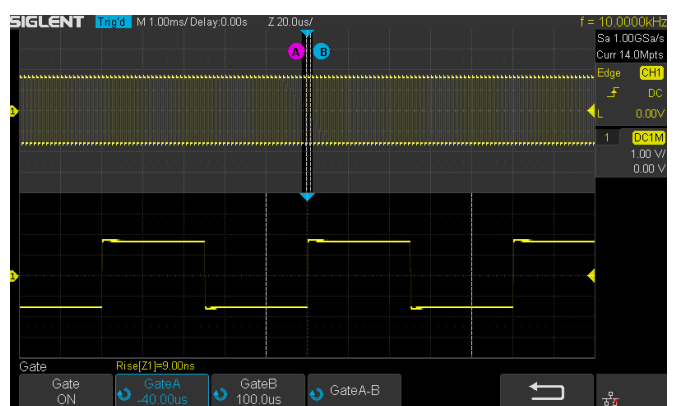 SIGLENT Trig'd M 1.00ms/ Delay:0.00s Z 20.0us/ f = 10.0000kHz
Sa 1.00GSa/s
Curr 14.0Mpts
A B
Edge CH1
DC
L 0.00V
1
1 DC1M
1.00 V/
0.00 V
1
Gate Rise[Z1]=9.00ns
Gate ON
GateA -40.00us
GateB 100.0us
GateA-B